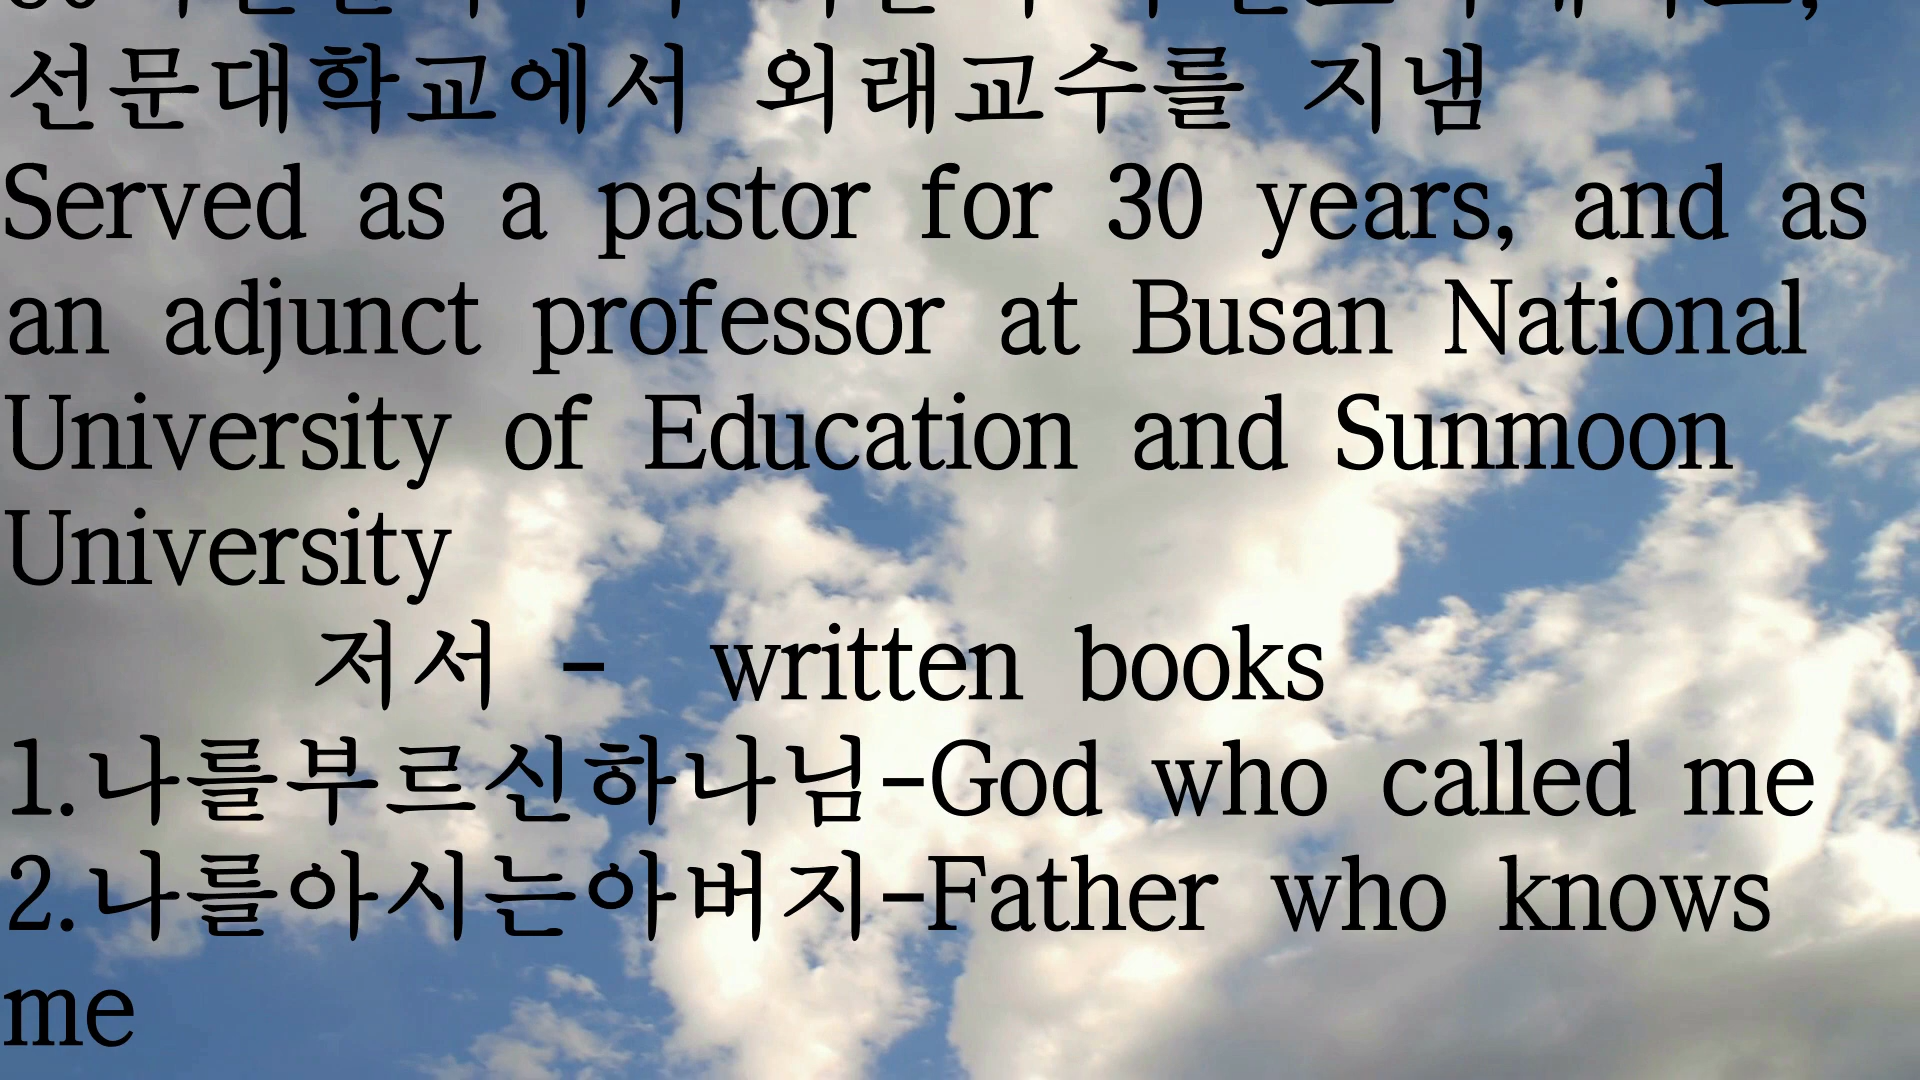 선문대학교에서 외래교수를 지냄
Served as a pastor for 30 years, and as
an adjunct professor at Busan National
University of Education and Sunmoon
University
저서 - written books
1.나를부르신하나님-God who called me
2.나를아시는아버지-Father who knows
me